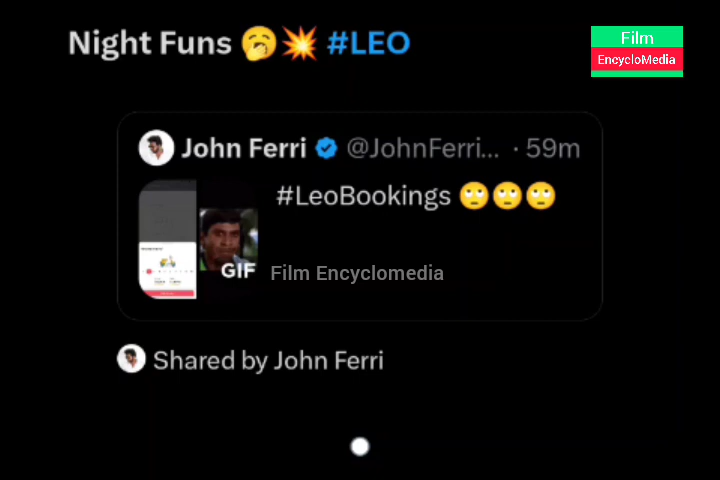 Night Funs 🥱💥 #LEO
Film
EncycloMedia
John Ferri @JohnFerri... · 59m
#LeoBookings 🙄🙄🙄
GIF
Film Encyclomedia
Shared by John Ferri